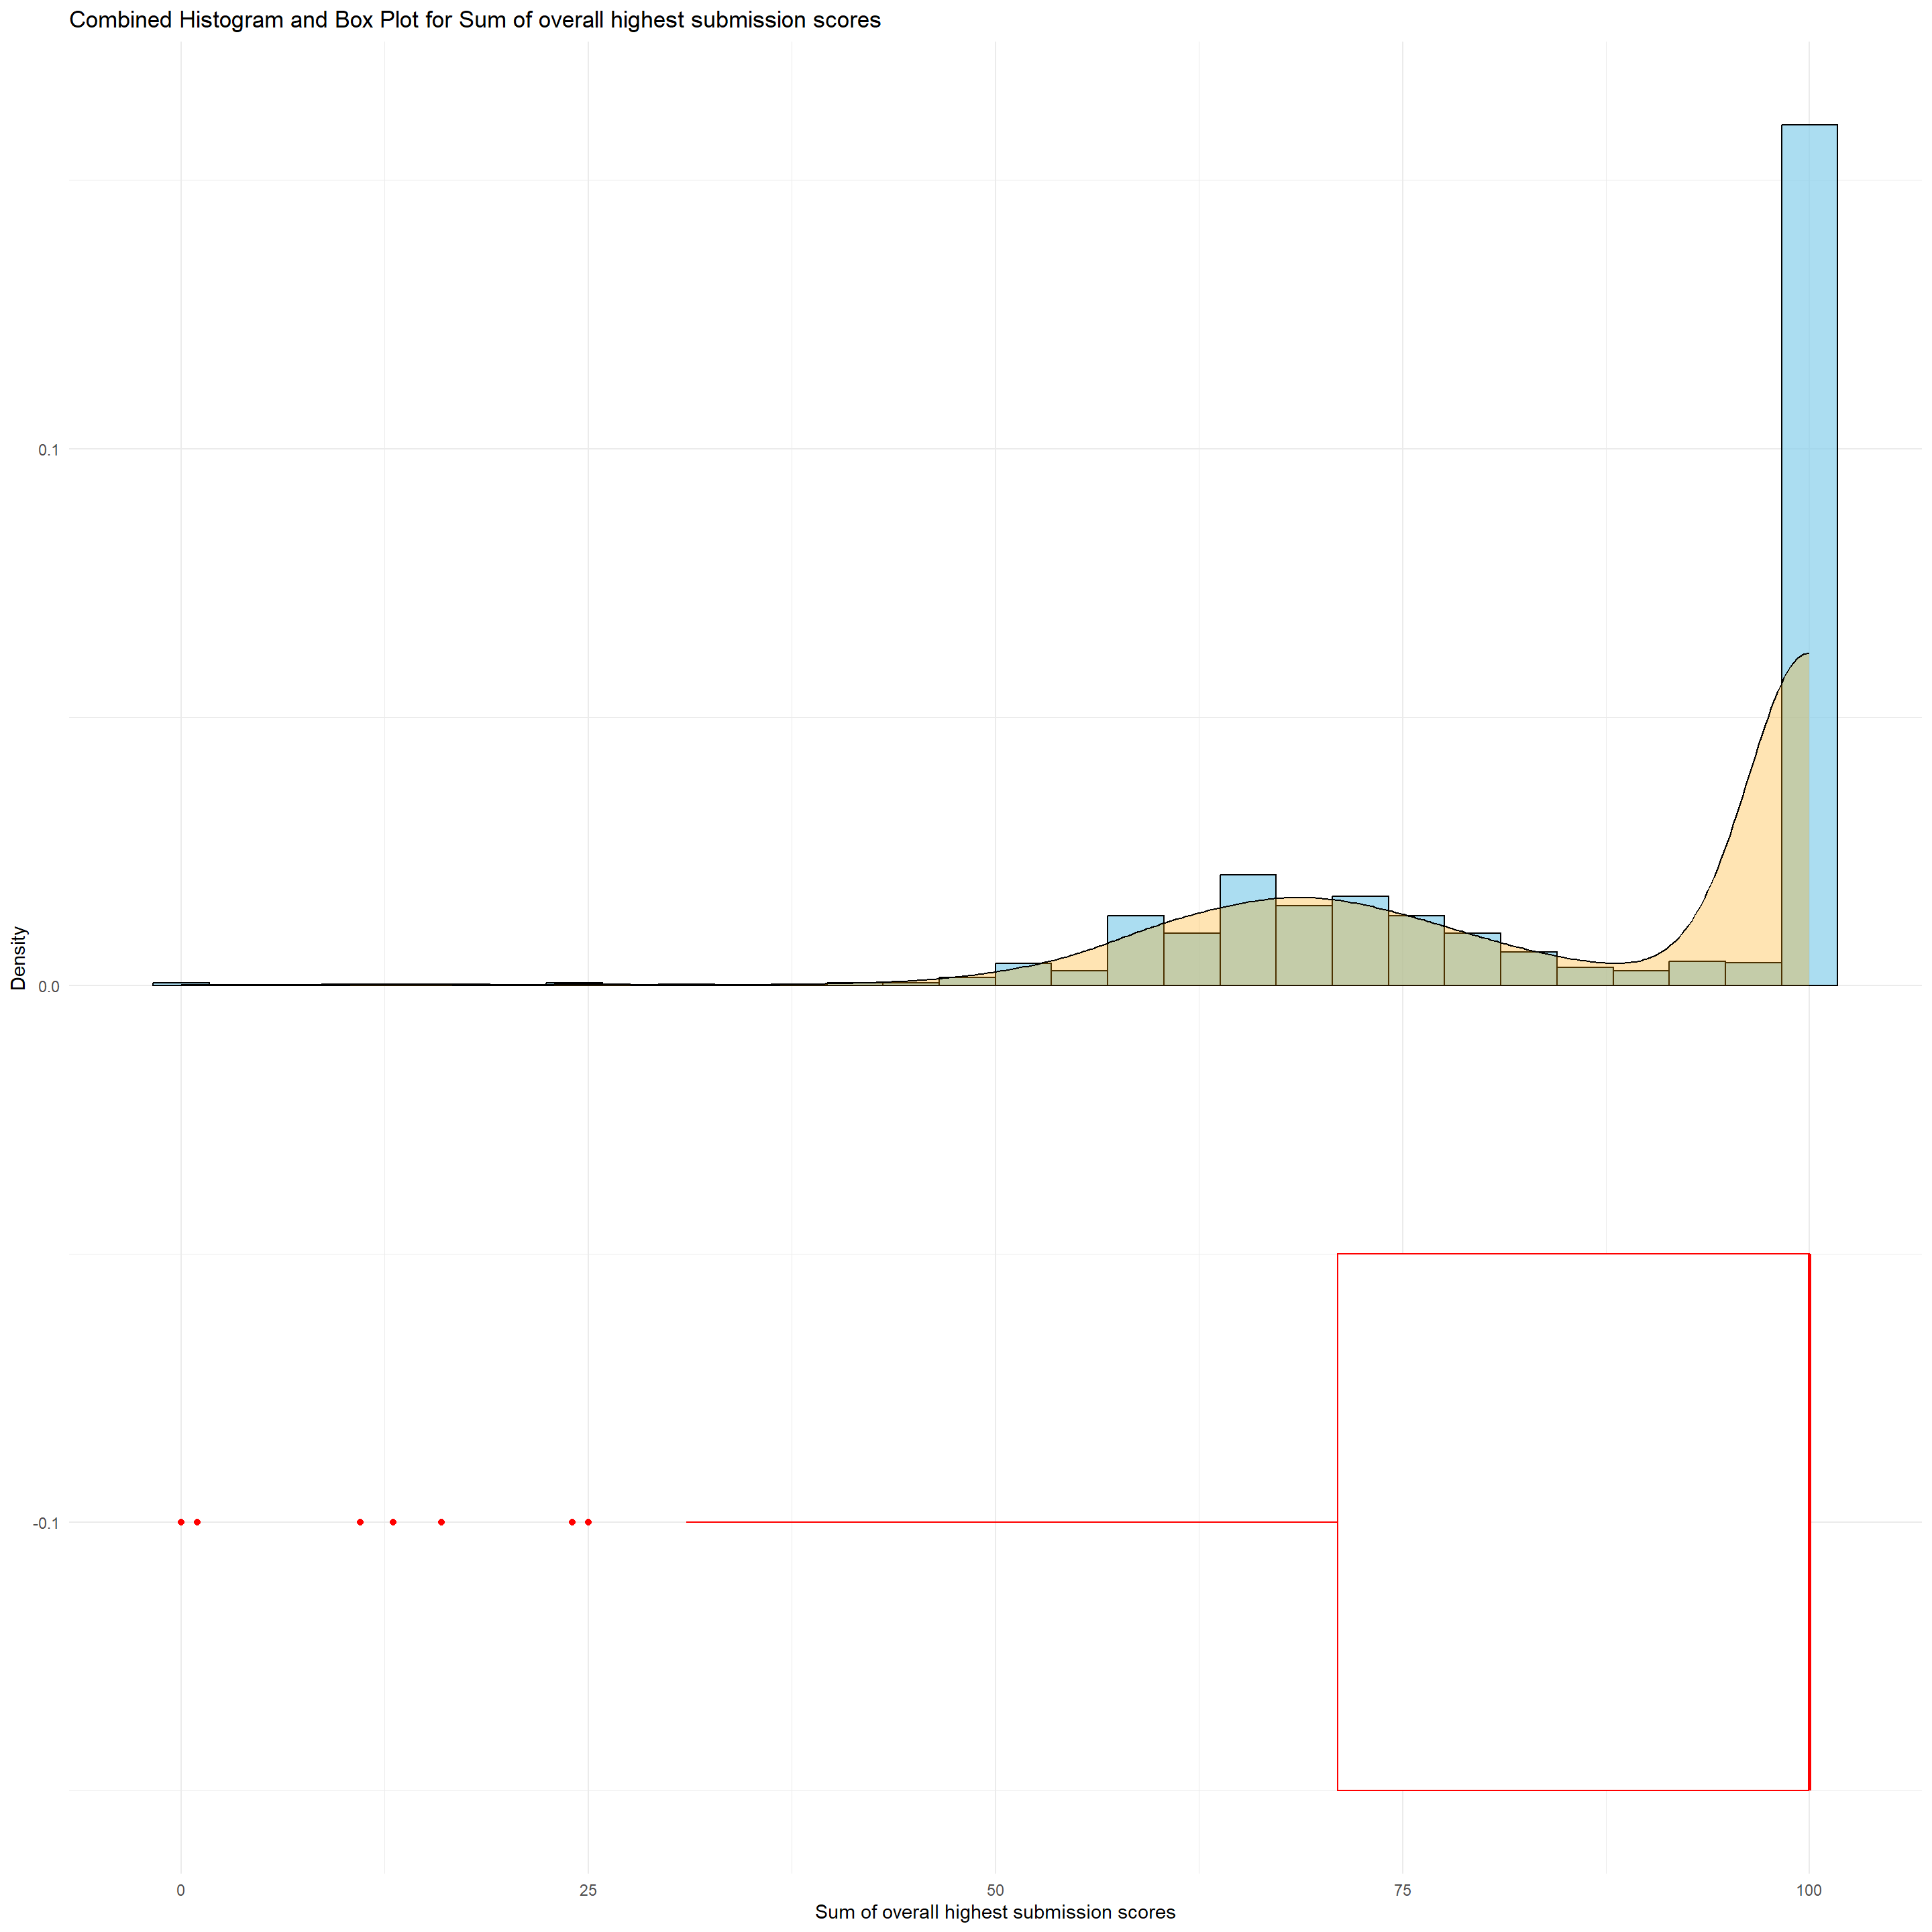 Combined Histogram and Box Plot for Sum of overall highest submission scores
Density
0.1
0.0
-0.1
0
25
50
75
100
Sum of overall highest submission scores